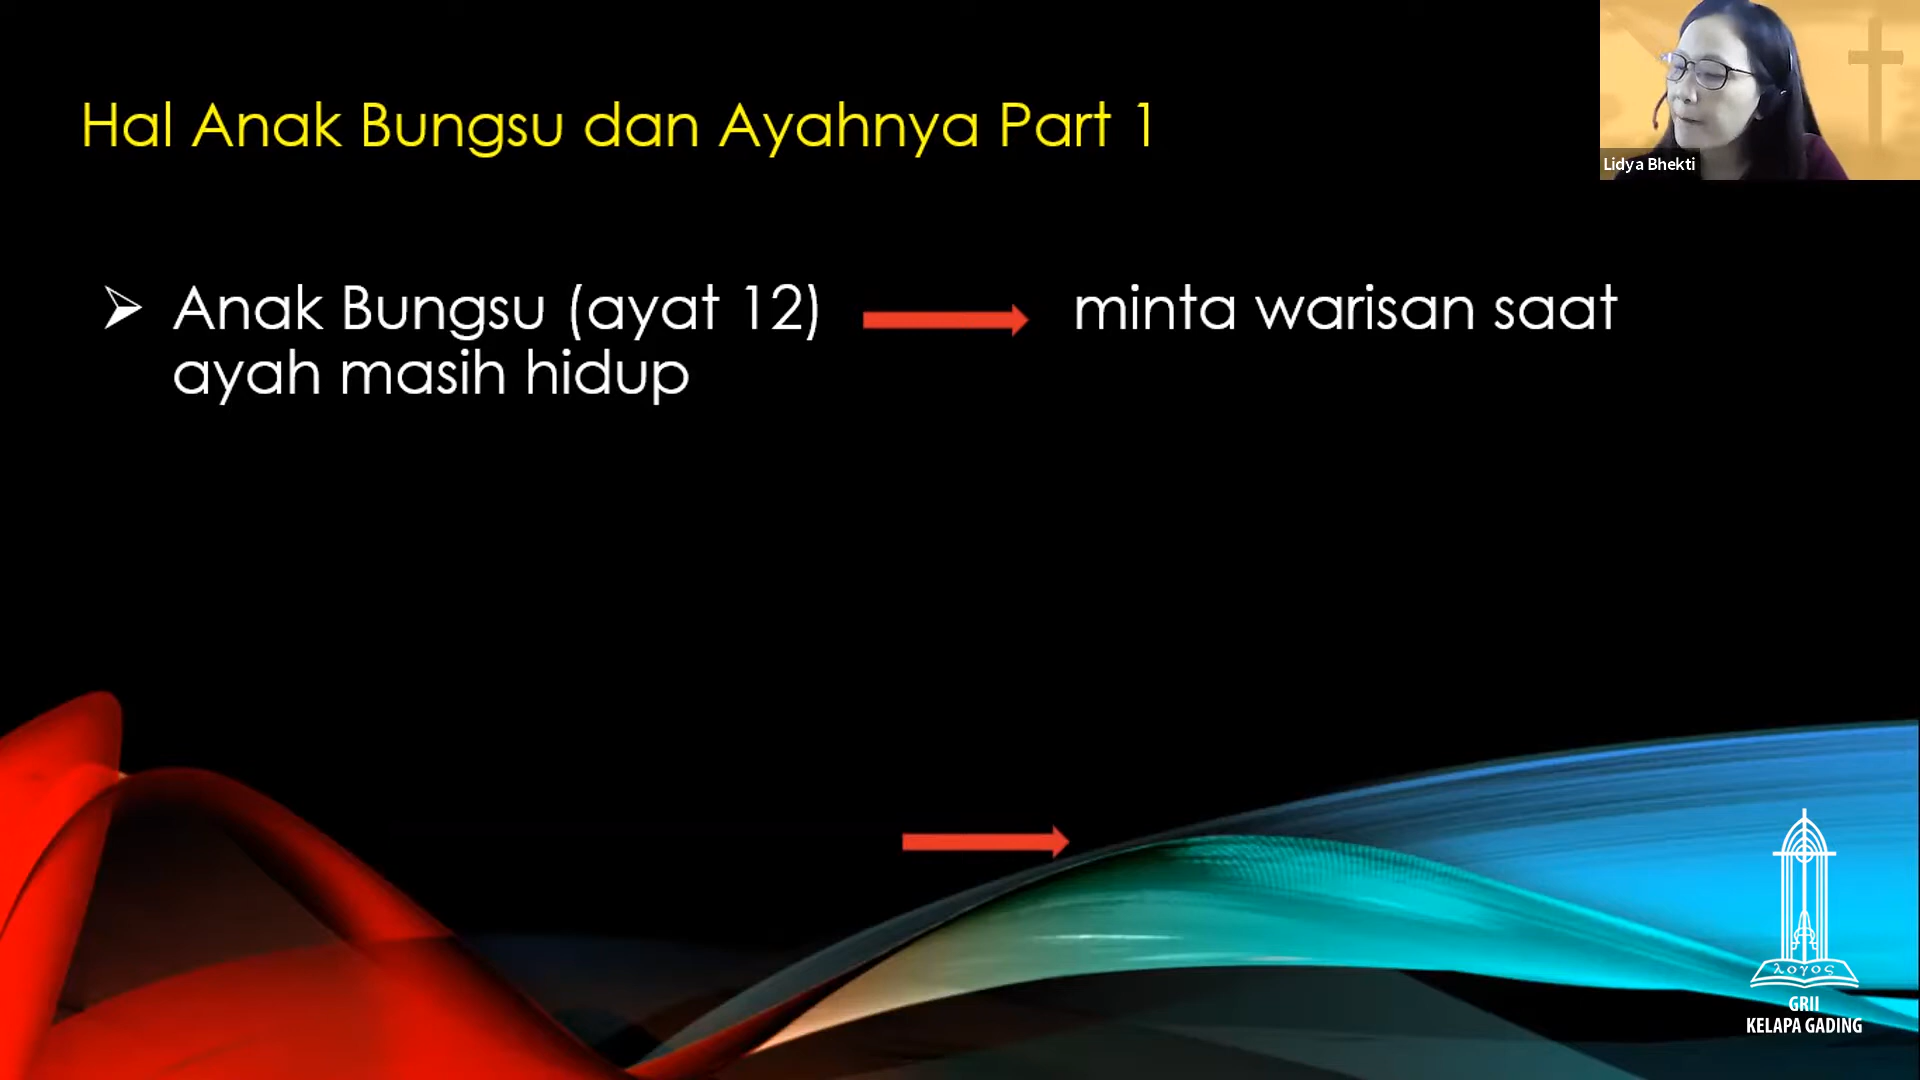 Hal Anak Bungsu dan Ayahnya Part 1
Lidya Bhekti
Anak Bungsu (ayat 12) minta warisan saat
ayah masih hidup
λογος
GRII
KELAPA GADING